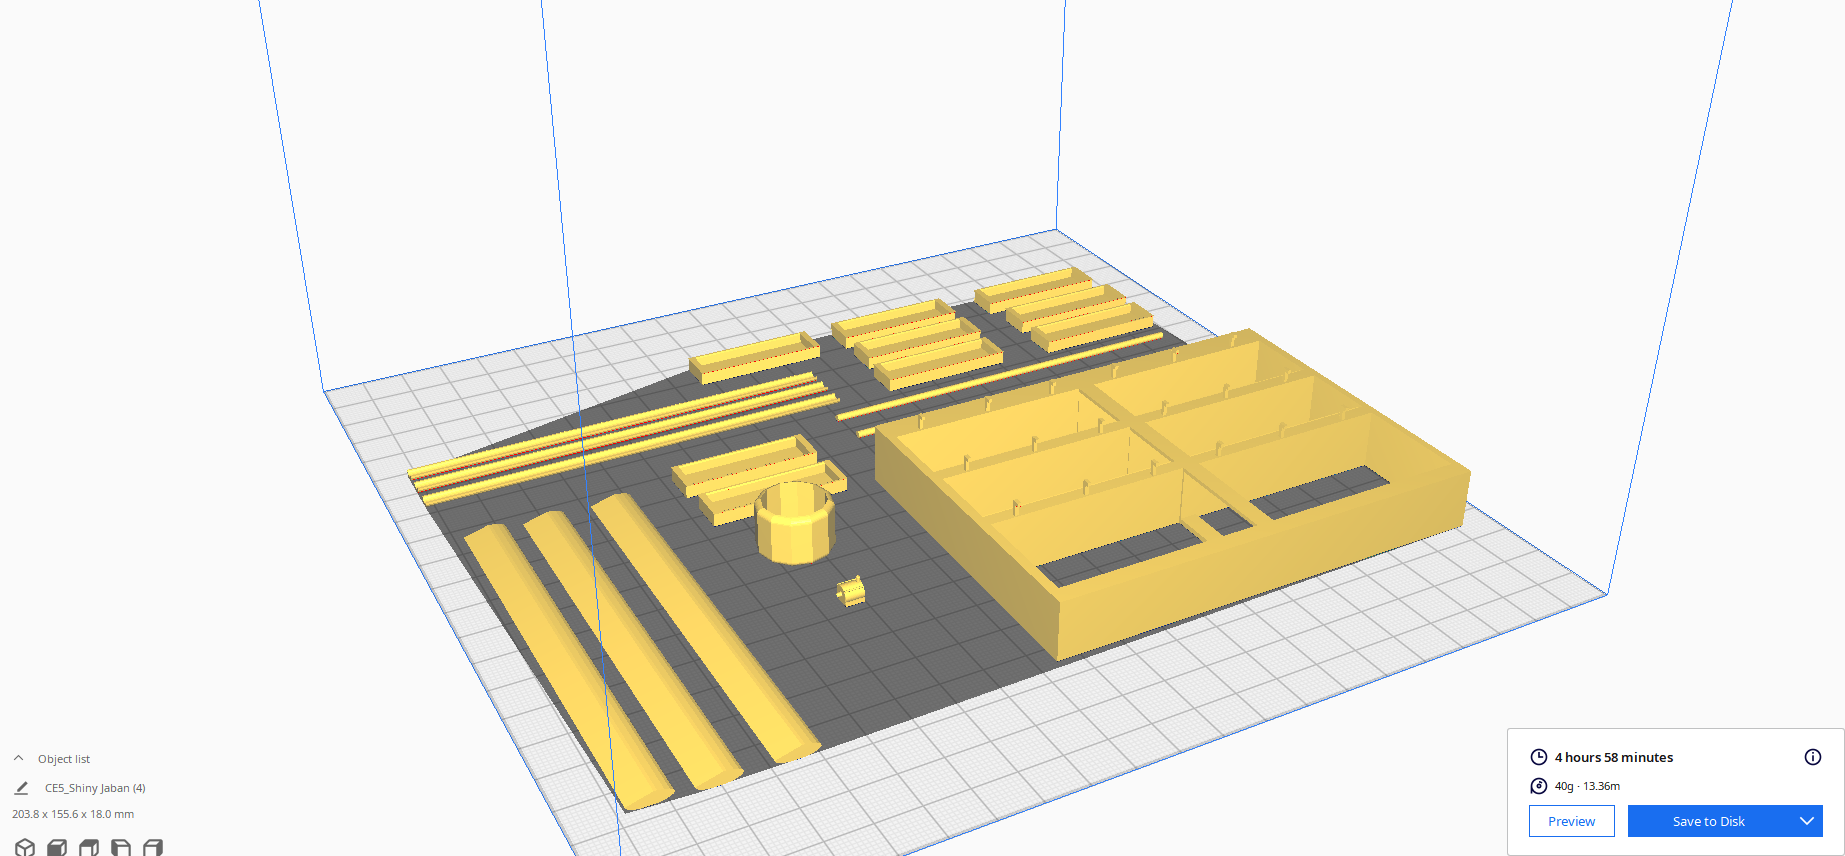 Object list
CE5_Shiny Jaban (4)
203.8 x 155.6 x 18.0 mm
4 hours 58 minutes
40g · 13.36m
Preview
Save to Disk